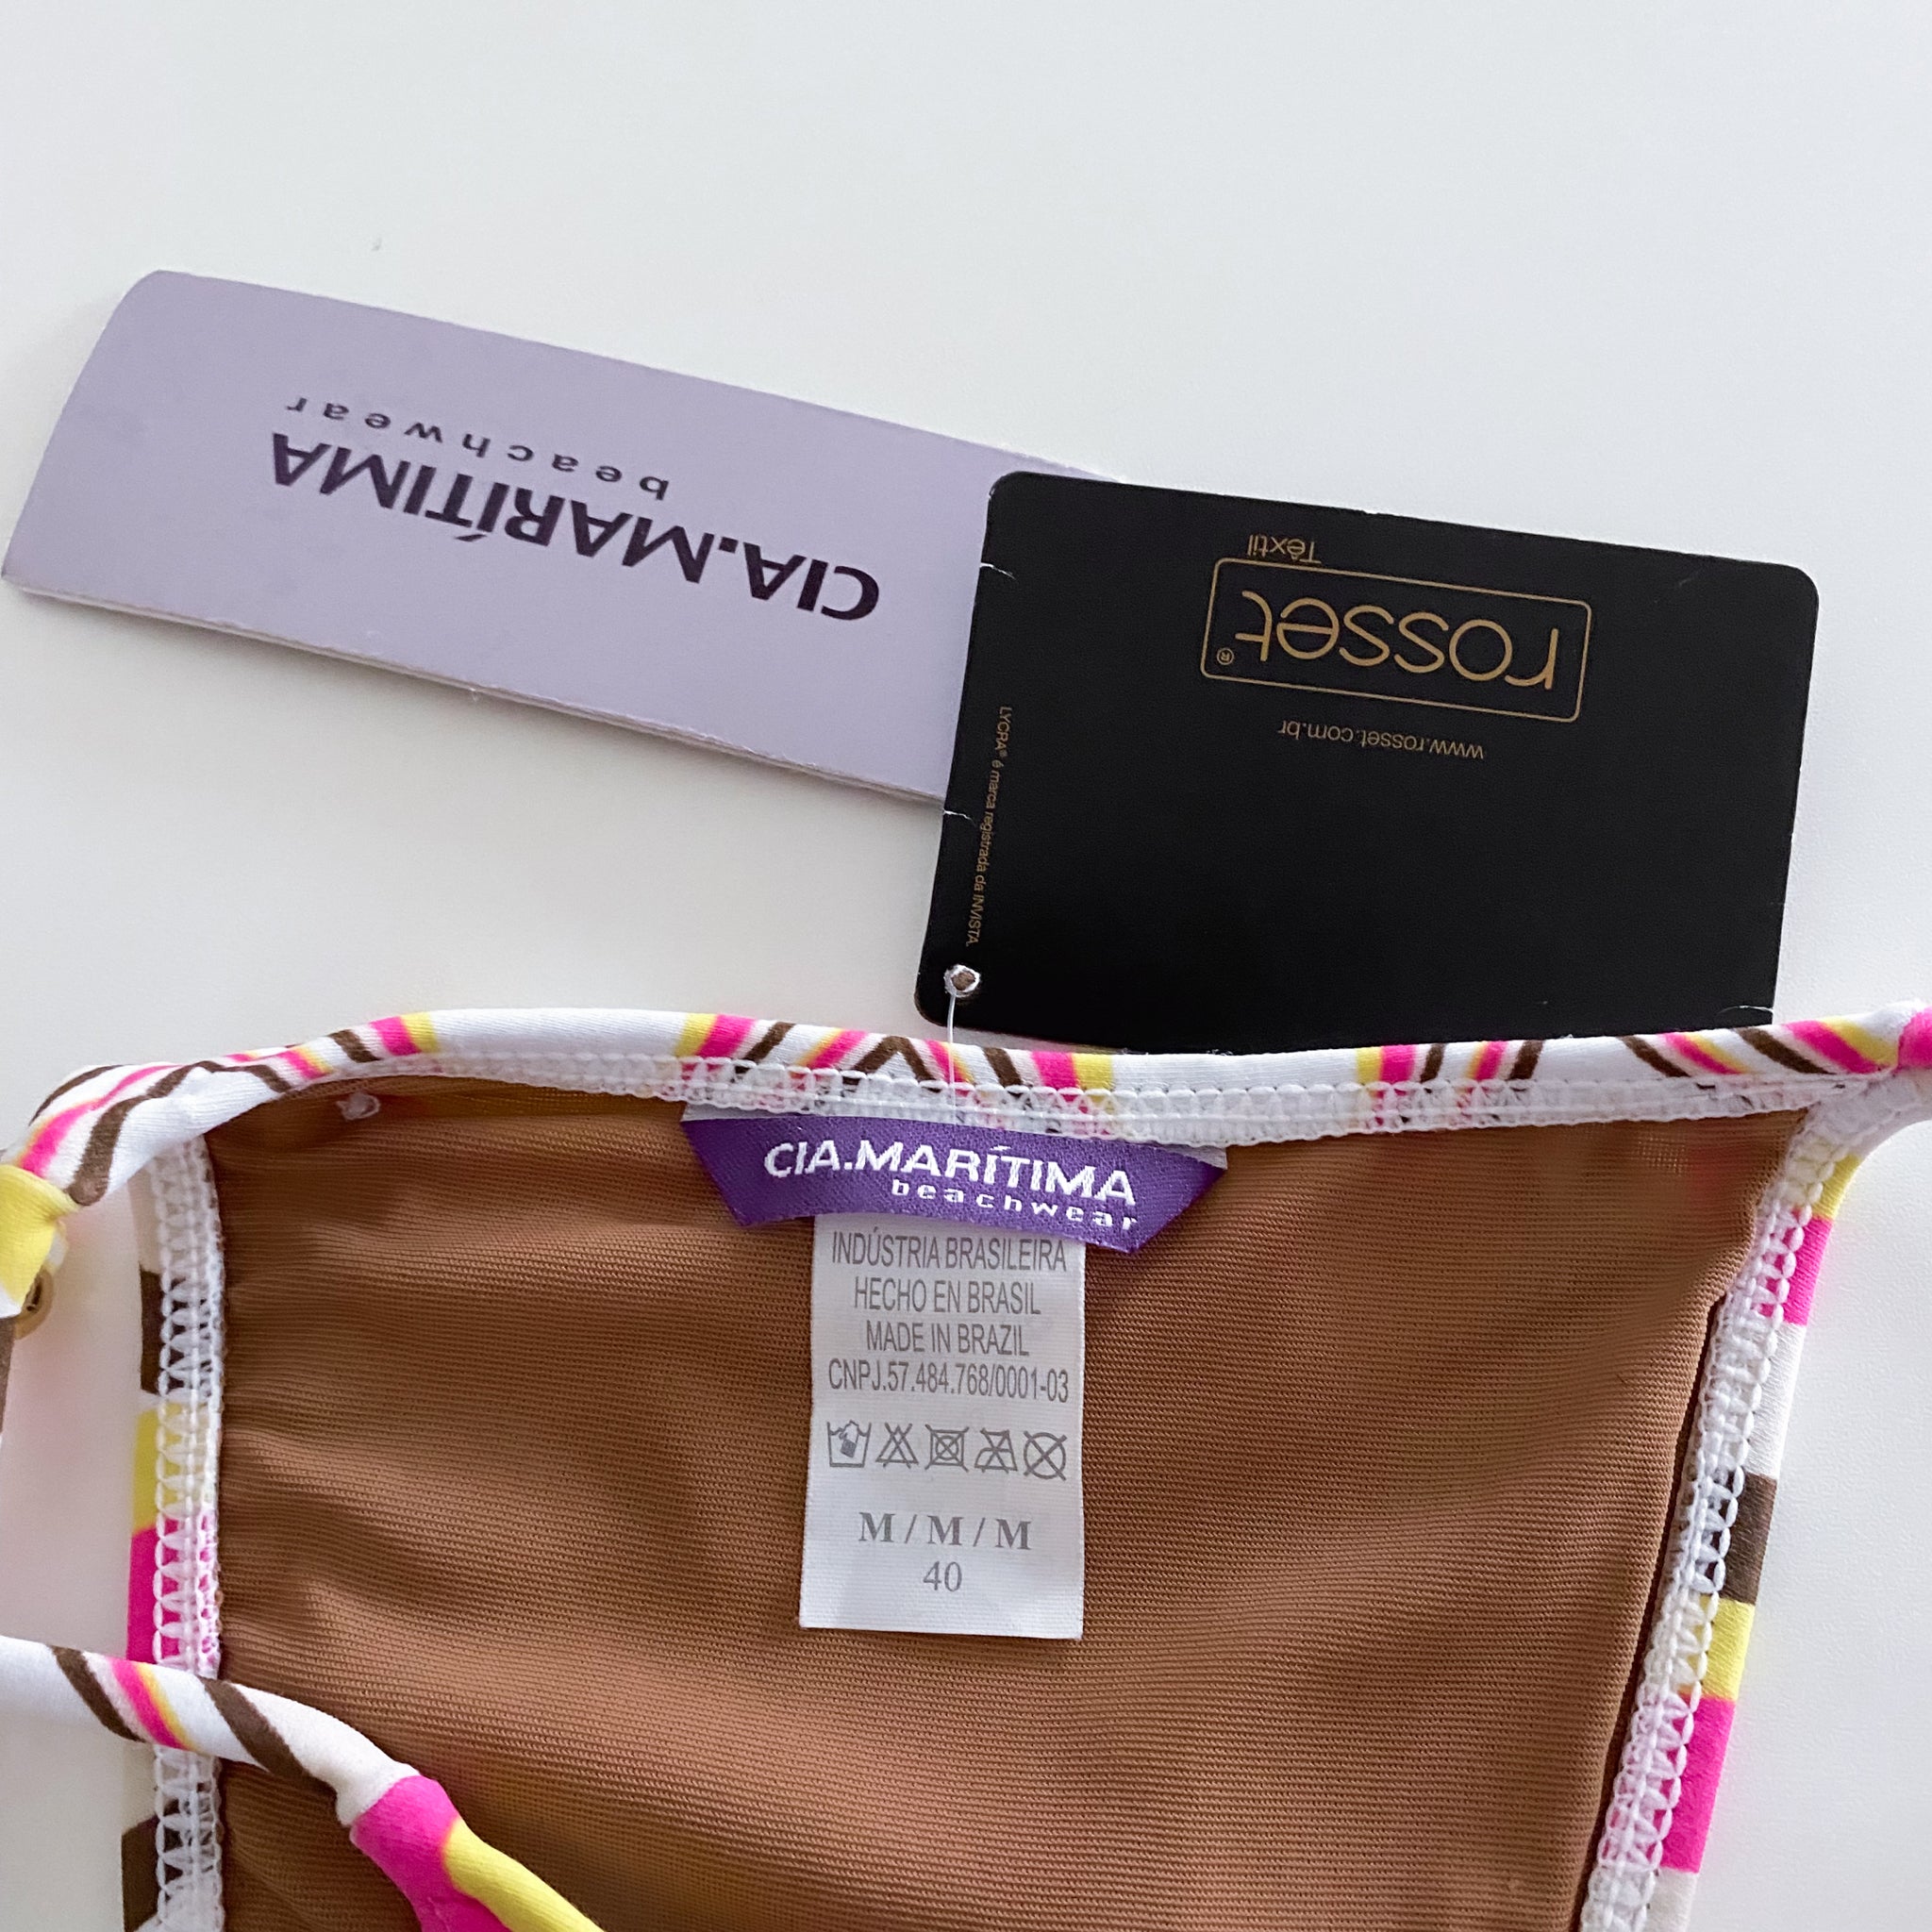 CIA.MARÍTIMA
beachwear
rosset®
Têxtil
www.rosset.com.br
LYCRA® é marca registrada da INVISTA.
CIA.MARÍTIMA
beachwear
INDÚSTRIA BRASILEIRA
HECHO EN BRASIL
MADE IN BRAZIL
CNPJ.57.484.768/0001-03
M / M / M
40